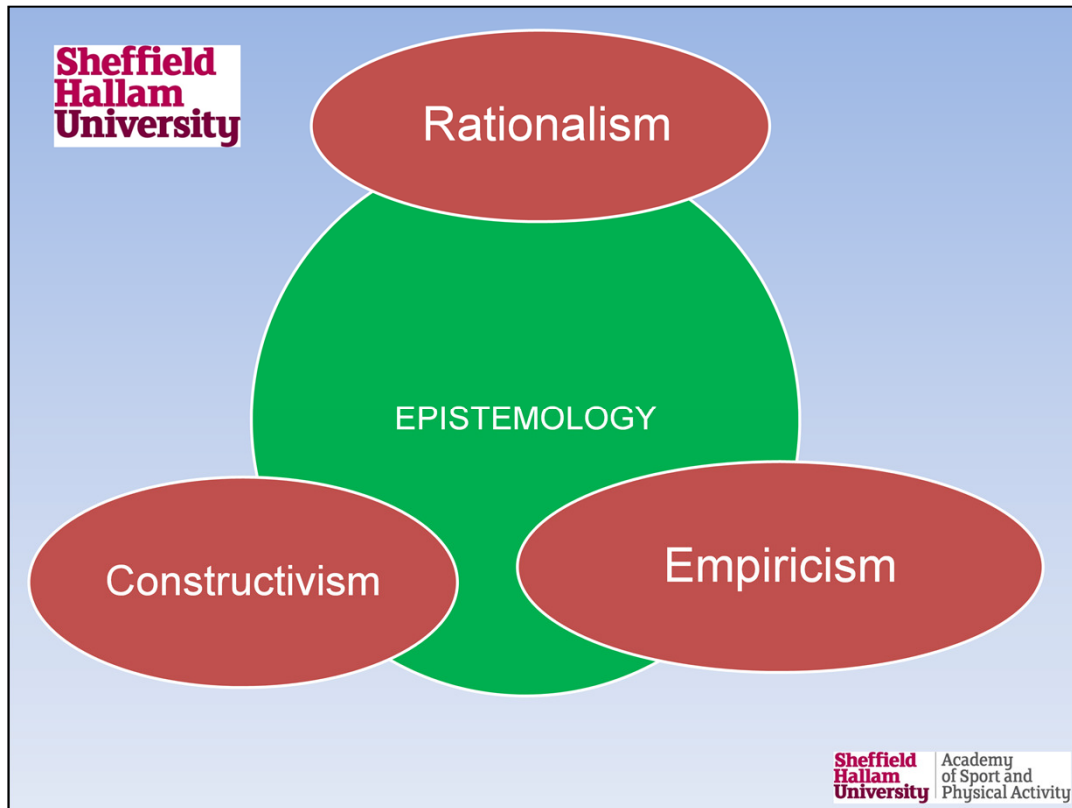 Sheffield
Hallam
University
Rationalism
EPISTEMOLOGY
Constructivism
Empiricism
Sheffield
Hallam
University
Academy
of Sport and
Physical Activity